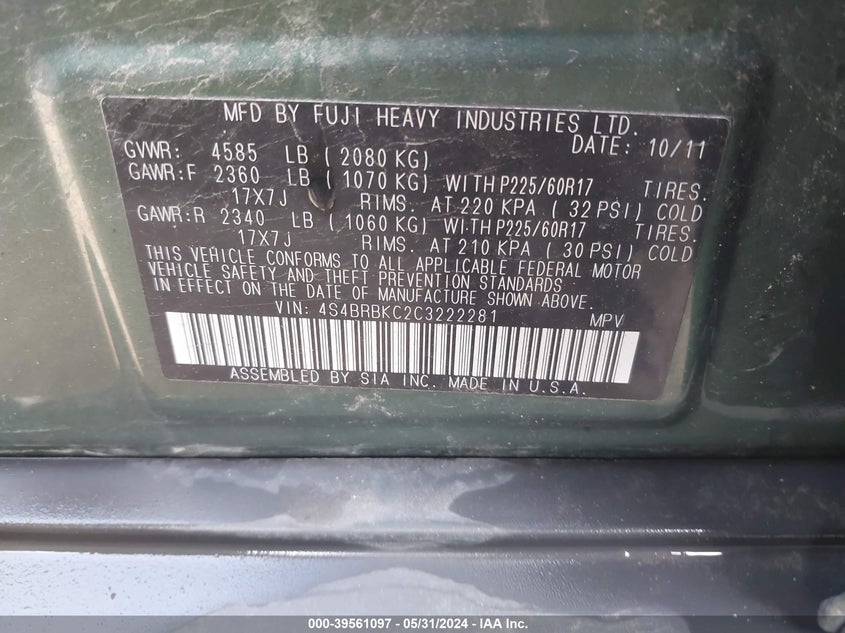 MFD BY FUJI HEAVY INDUSTRIES LTD.
DATE: 10/11
GVWR: 4585 LB ( 2080 KG)
GAWR:F 2360 LB ( 1070 KG) WITH P225/60R17 TIRES.
17X7J RIMS. AT 220 KPA ( 32 PSI) COLD
GAWR:R 2340 LB ( 1060 KG) WITH P225/60R17 TIRES.
17X7J RIMS. AT 210 KPA ( 30 PSI) COLD
THIS VEHICLE CONFORMS TO ALL APPLICABLE FEDERAL MOTOR
VEHICLE SAFETY AND THEFT PREVENTION STANDARDS
IN EFFECT ON THE DATE OF MANUFACTURE SHOWN ABOVE.
VIN: 4S4BRBKC2C3222281 MPV
ASSEMBLED BY SIA INC. MADE IN U.S.A.
000-39561097 - 05/31/2024 - IAA Inc.